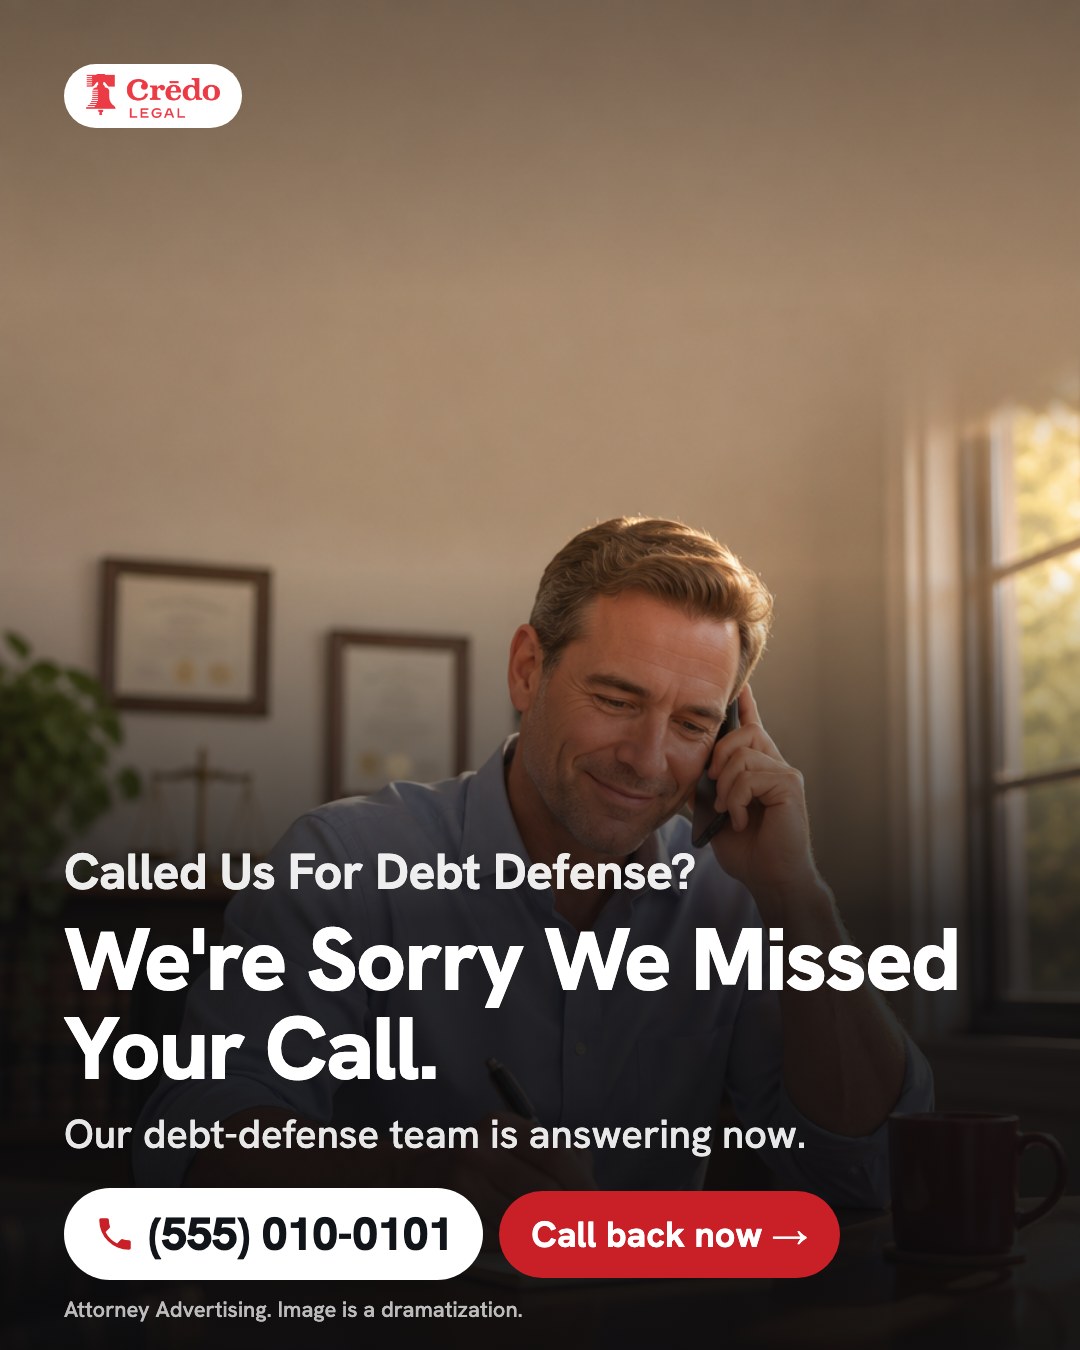 Crēdo
LEGAL
Called Us For Debt Defense?
We're Sorry We Missed
Your Call.
Our debt-defense team is answering now.
(555) 010-0101
Call back now →
Attorney Advertising. Image is a dramatization.